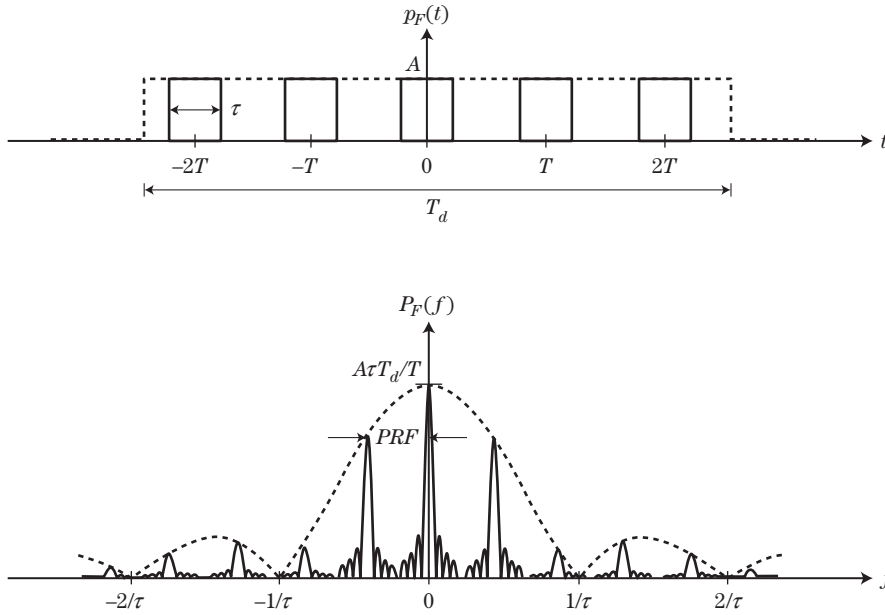 p_F(t)
A
τ
t
–2T –T 0 T 2T
T_d
P_F(f)
AτT_d/T
PRF
–2/τ –1/τ 0 1/τ 2/τ
f